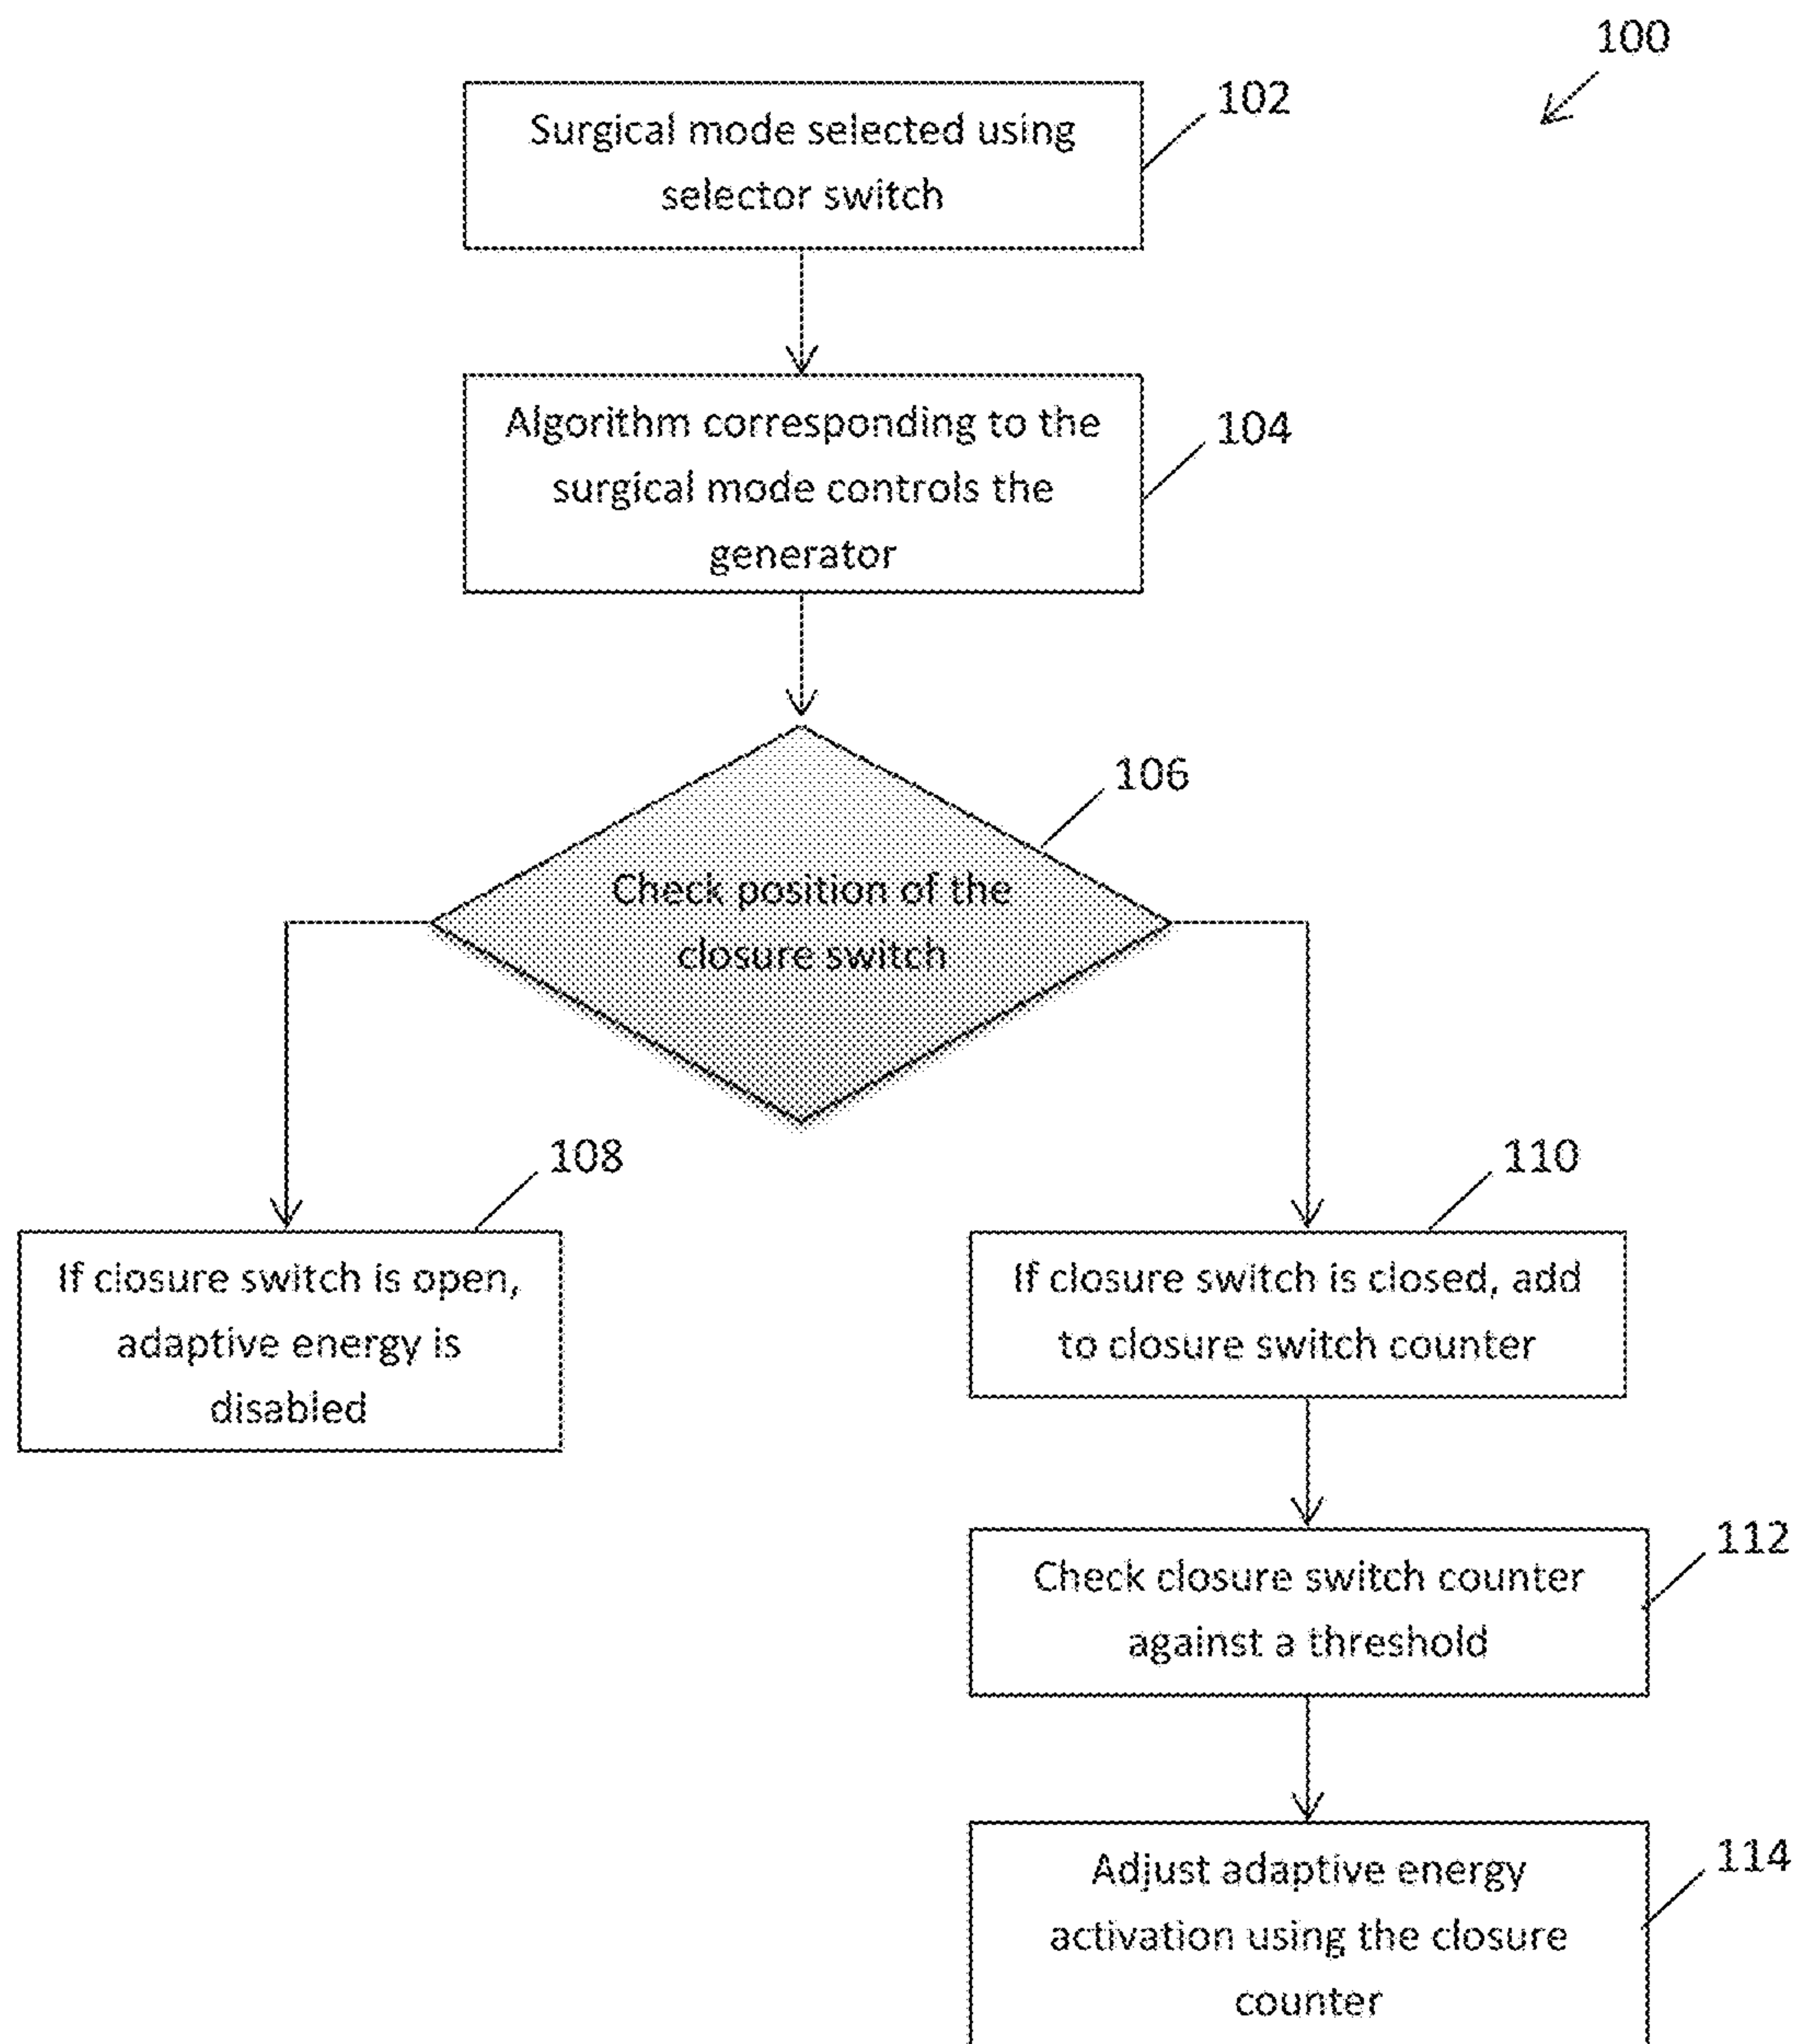 100
102
Surgical mode selected using
selector switch
104
Algorithm corresponding to the
surgical mode controls the
generator
106
Check position of the
closure switch
108
If closure switch is open,
adaptive energy is
disabled
110
If closure switch is closed, add
to closure switch counter
112
Check closure switch counter
against a threshold
114
Adjust adaptive energy
activation using the closure
counter